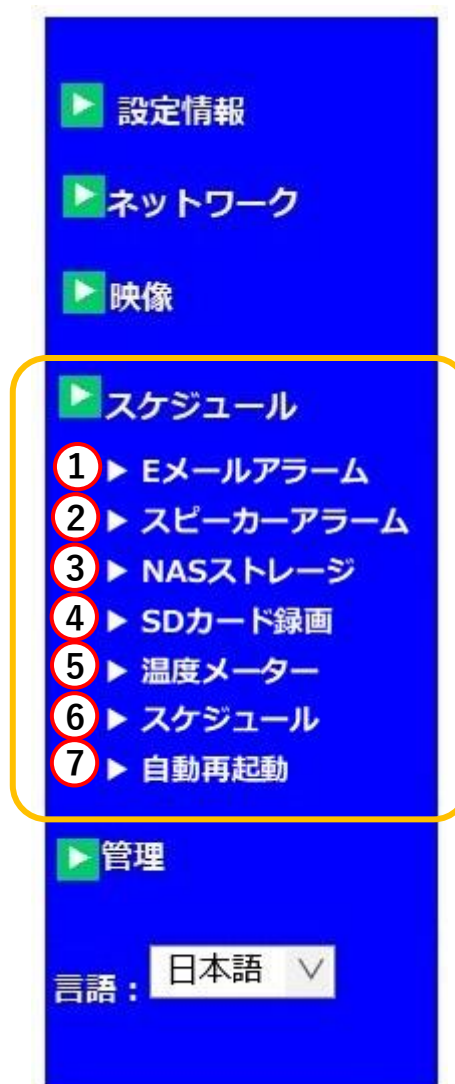 設定情報
ネットワーク
映像
スケジュール
1 ▶ Eメールアラーム
2 ▶ スピーカーアラーム
3 ▶ NASストレージ
4 ▶ SDカード録画
5 ▶ 温度メーター
6 ▶ スケジュール
7 ▶ 自動再起動
管理
言語： 日本語